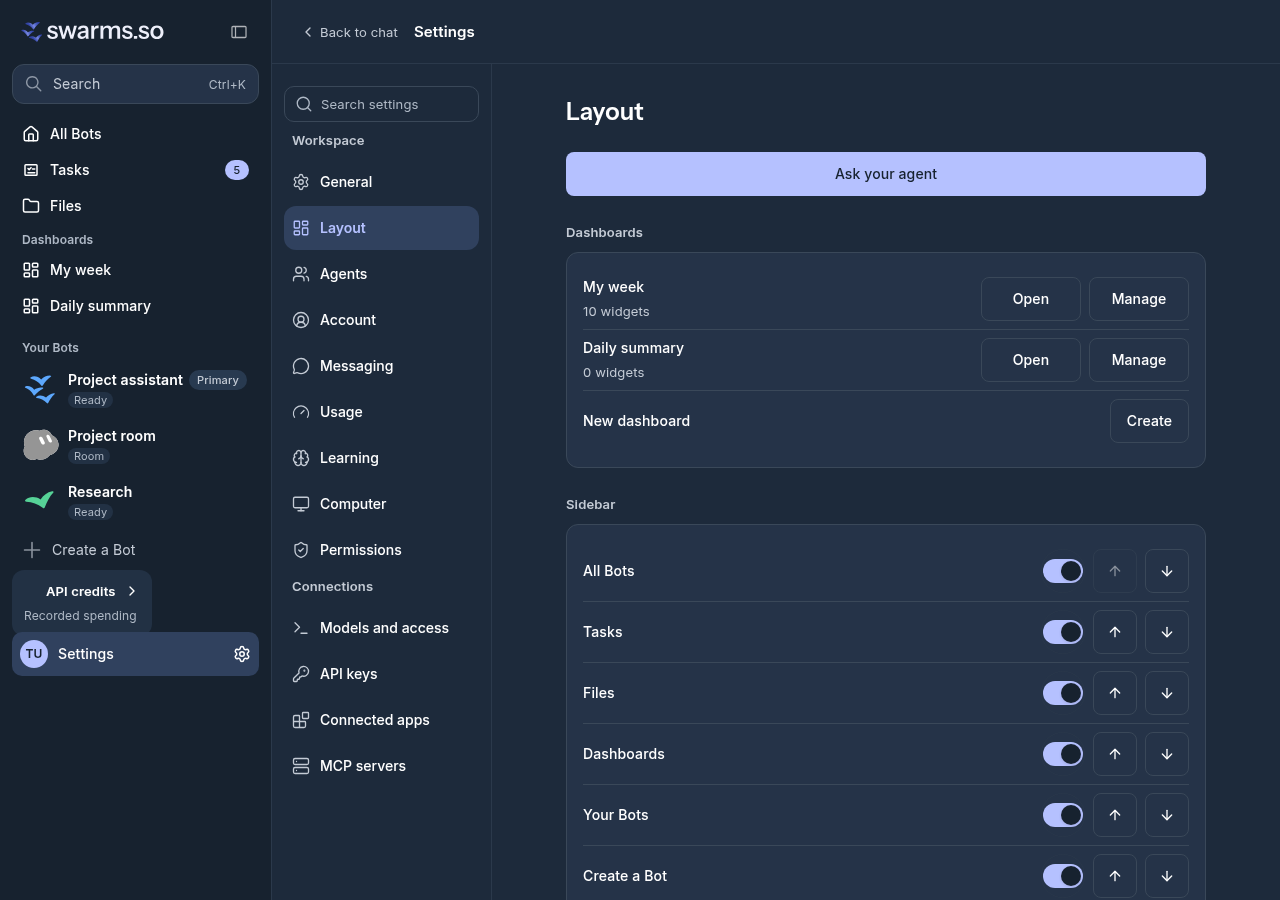 swarms.so
Search Ctrl+K
All Bots
Tasks 5
Files
Dashboards
My week
Daily summary
Your Bots
Project assistant Primary
Ready
Project room
Room
Research
Ready
Create a Bot
API credits
Recorded spending
TU Settings
Back to chat Settings
Search settings
Workspace
General
Layout
Agents
Account
Messaging
Usage
Learning
Computer
Permissions
Connections
Models and access
API keys
Connected apps
MCP servers
Layout
Ask your agent
Dashboards
My week
10 widgets
Open Manage
Daily summary
0 widgets
Open Manage
New dashboard Create
Sidebar
All Bots
Tasks
Files
Dashboards
Your Bots
Create a Bot